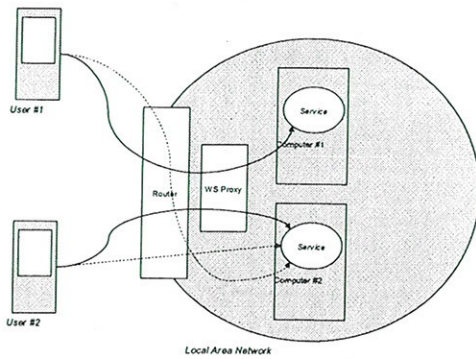 User #1
Service
Computer #1
Router
WS Proxy
Service
Computer #2
User #2
Local Area Network